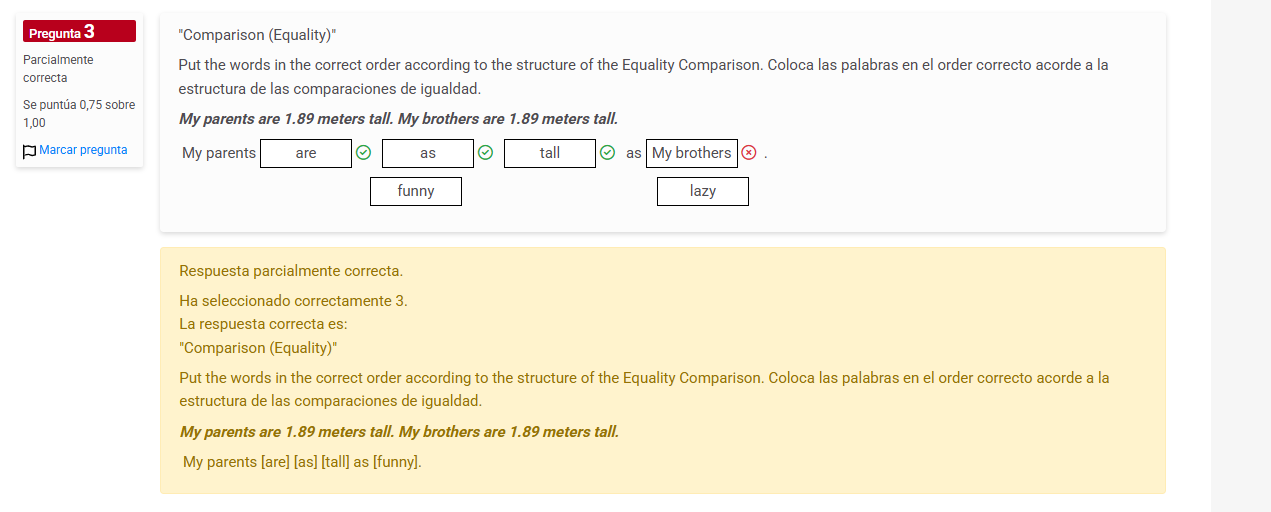 Pregunta 3
Parcialmente
correcta
Se puntúa 0,75 sobre
1,00
Marcar pregunta
"Comparison (Equality)"
Put the words in the correct order according to the structure of the Equality Comparison. Coloca las palabras en el order correcto acorde a la
estructura de las comparaciones de igualdad.
My parents are 1.89 meters tall. My brothers are 1.89 meters tall.
My parents are as tall as My brothers .
funny lazy
Respuesta parcialmente correcta.
Ha seleccionado correctamente 3.
La respuesta correcta es:
"Comparison (Equality)"
Put the words in the correct order according to the structure of the Equality Comparison. Coloca las palabras en el order correcto acorde a la
estructura de las comparaciones de igualdad.
My parents are 1.89 meters tall. My brothers are 1.89 meters tall.
My parents [are] [as] [tall] as [funny].